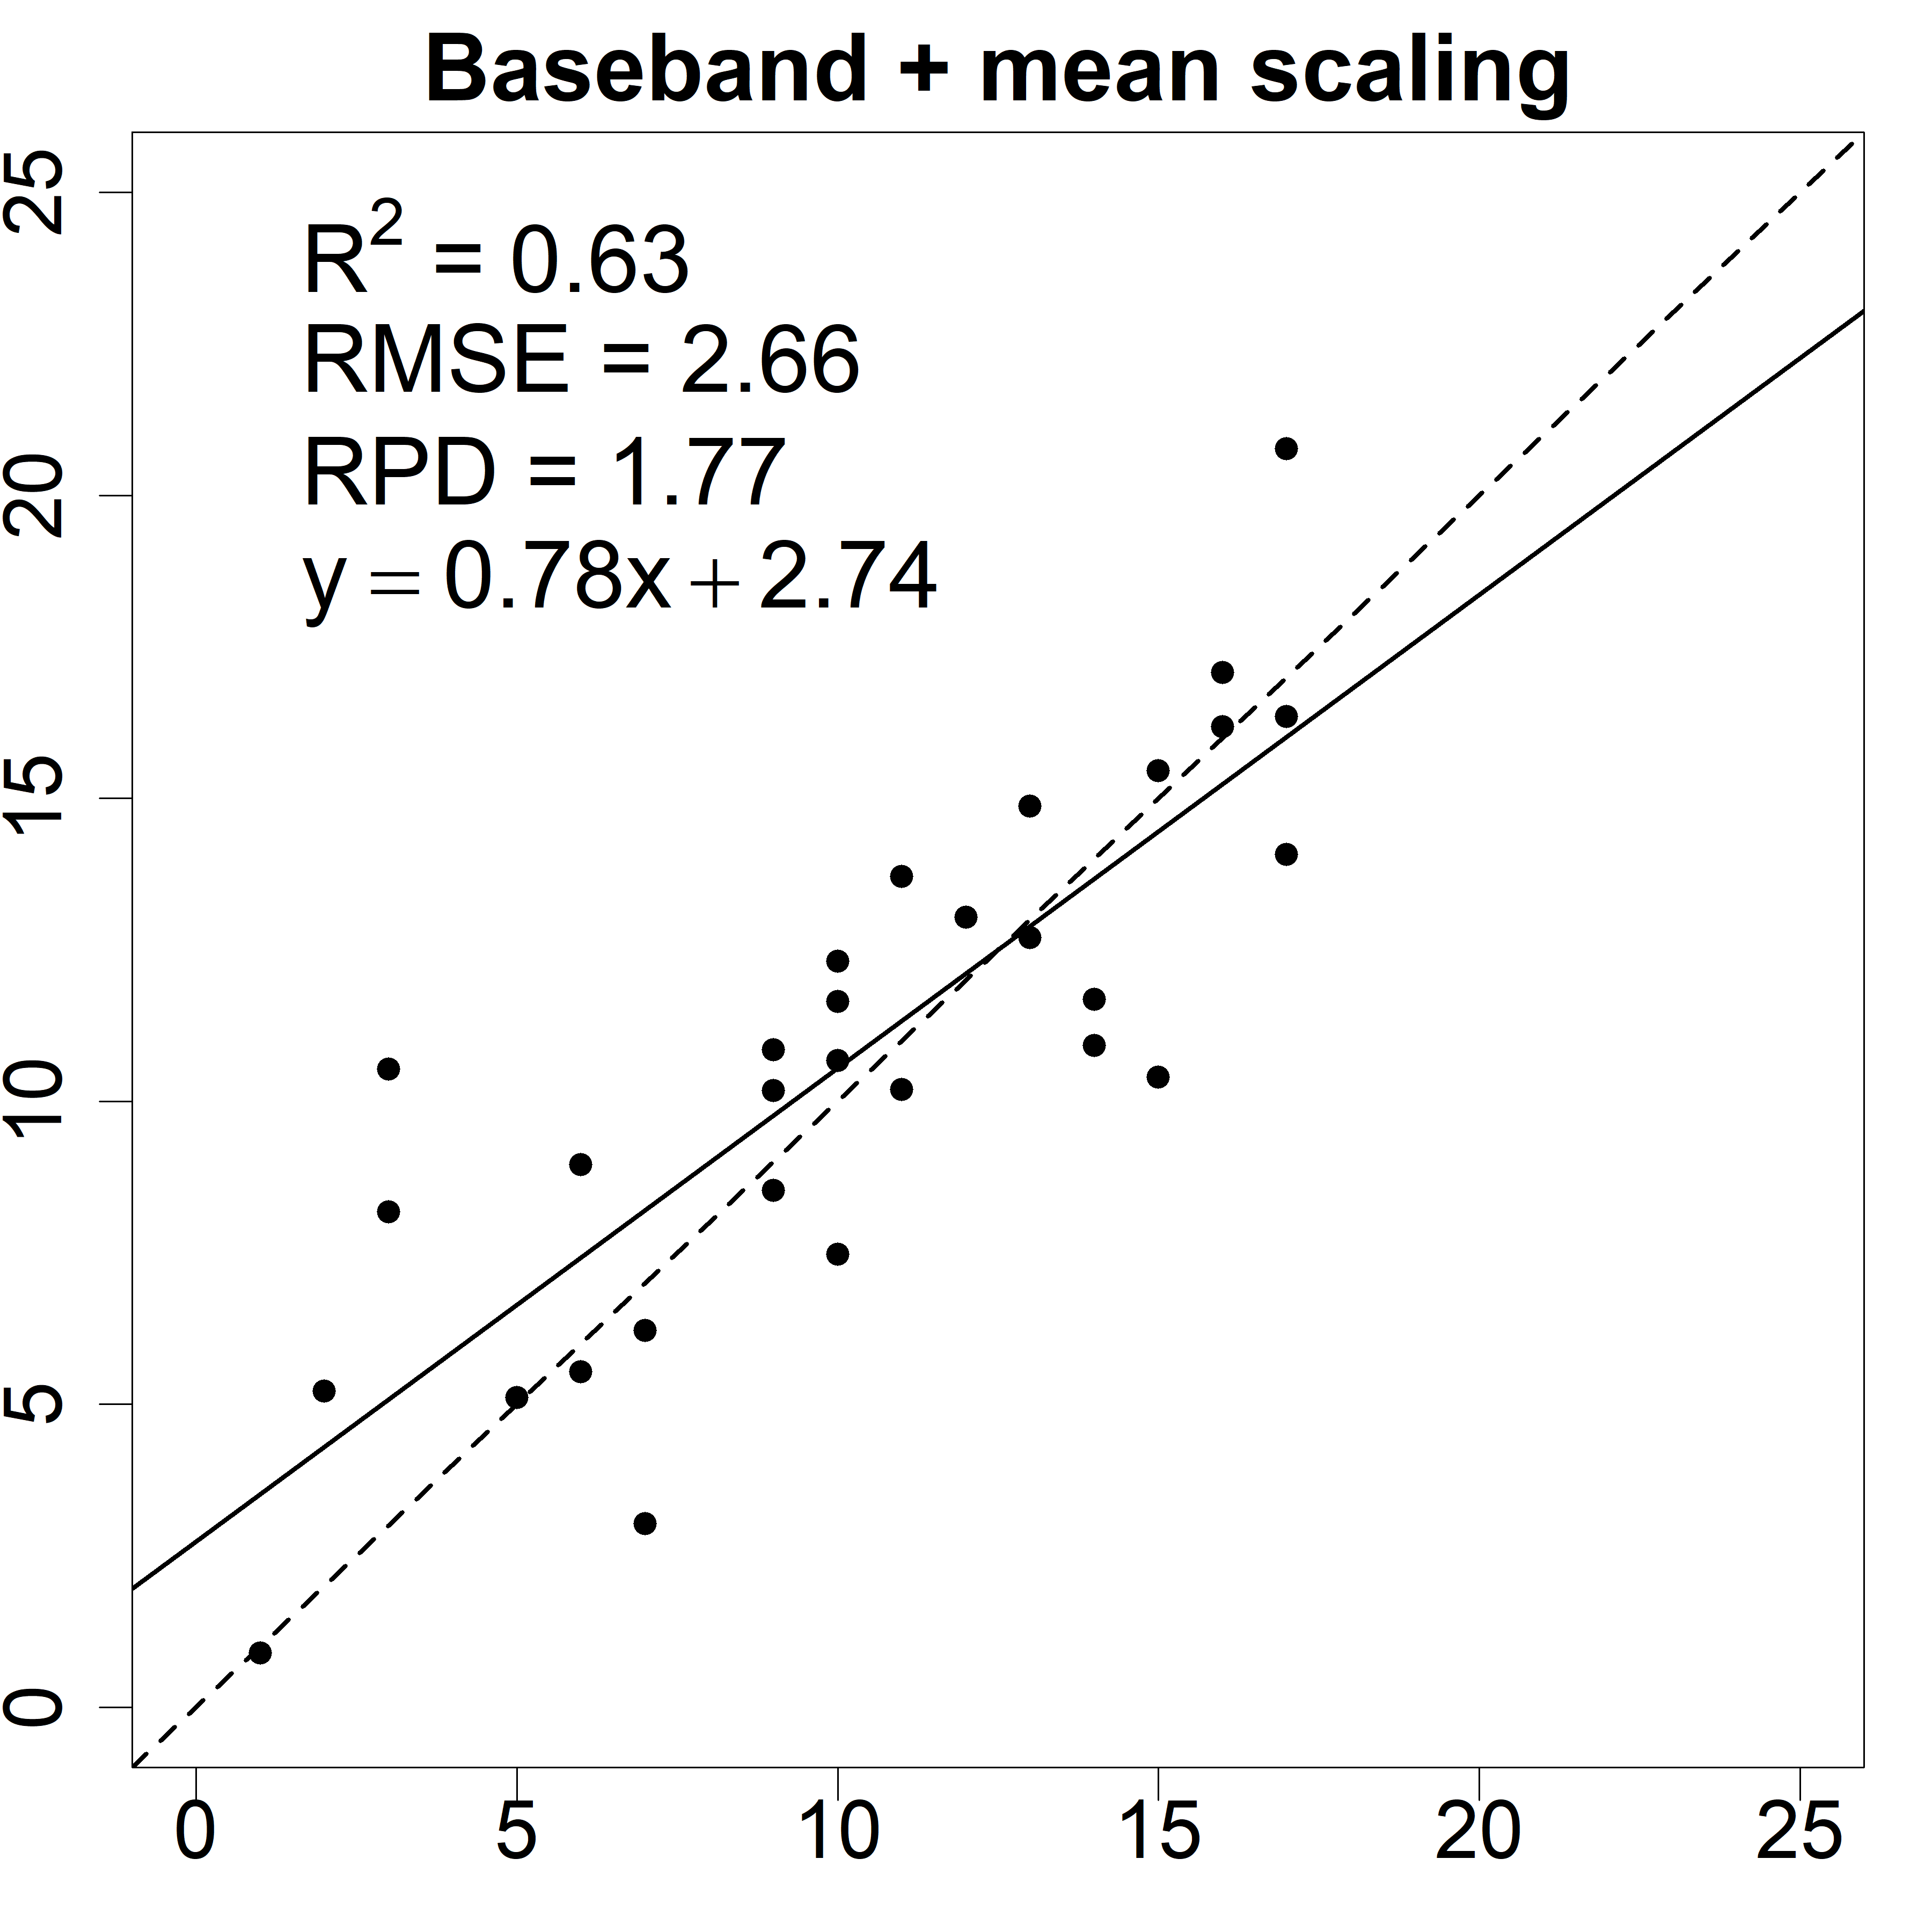 Baseband + mean scaling
R² = 0.63
RMSE = 2.66
RPD = 1.77
y = 0.78x + 2.74
25
20
15
10
5
0
0 5 10 15 20 25